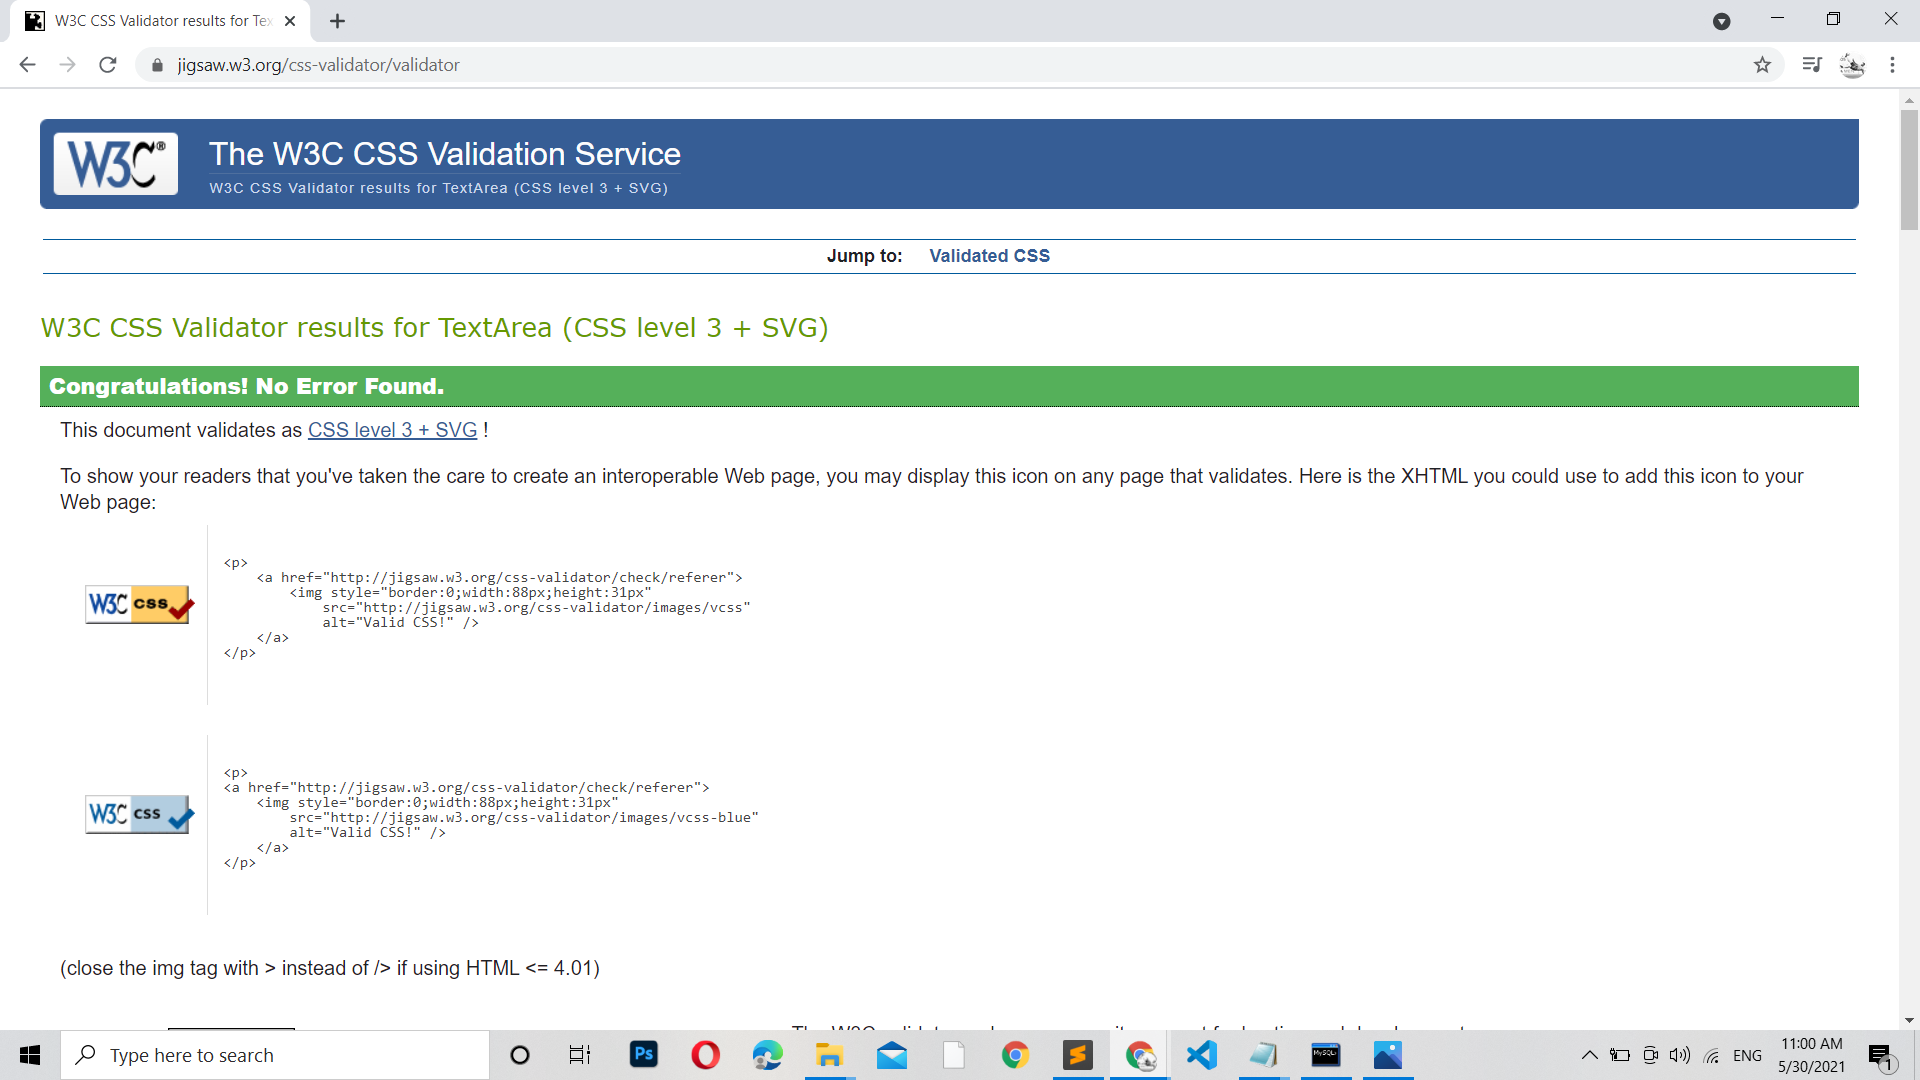 W3C CSS Validator results for Tex
jigsaw.w3.org/css-validator/validator
W3C®
The W3C CSS Validation Service
W3C CSS Validator results for TextArea (CSS level 3 + SVG)
Jump to: Validated CSS
W3C CSS Validator results for TextArea (CSS level 3 + SVG)
Congratulations! No Error Found.
This document validates as CSS level 3 + SVG !
To show your readers that you've taken the care to create an interoperable Web page, you may display this icon on any page that validates. Here is the XHTML you could use to add this icon to your
Web page:
W3C css
<p>
<a href="http://jigsaw.w3.org/css-validator/check/referer">
<img style="border:0;width:88px;height:31px"
src="http://jigsaw.w3.org/css-validator/images/vcss"
alt="Valid CSS!" />
</a>
</p>
W3C css
<p>
<a href="http://jigsaw.w3.org/css-validator/check/referer">
<img style="border:0;width:88px;height:31px"
src="http://jigsaw.w3.org/css-validator/images/vcss-blue"
alt="Valid CSS!" />
</a>
</p>
(close the img tag with > instead of /> if using HTML <= 4.01)
Type here to search
Ps
MySQL
ENG
11:00 AM
5/30/2021
1